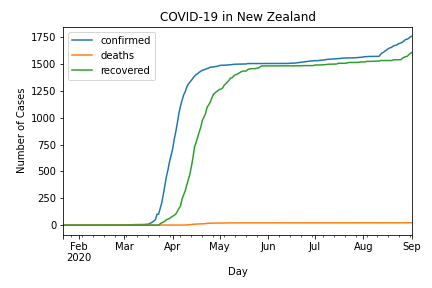 COVID-19 in New Zealand
confirmed
deaths
recovered
Number of Cases
1750
1500
1250
1000
750
500
250
0
Feb Mar Apr May Jun Jul Aug Sep
2020
Day